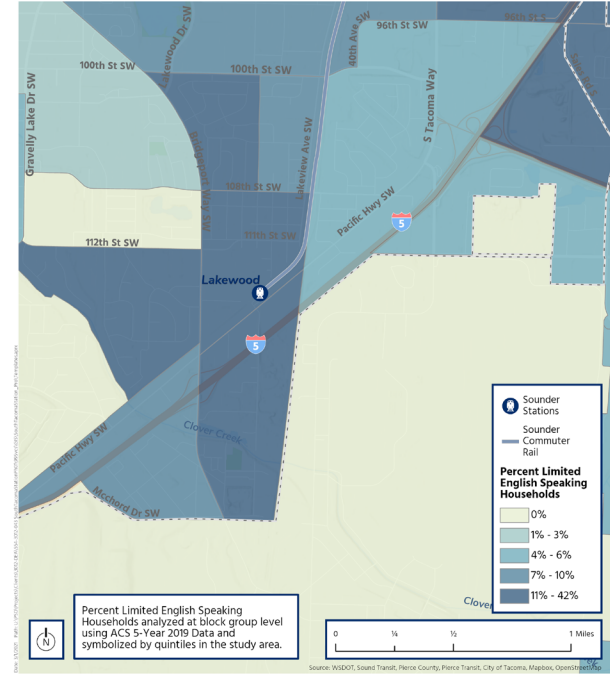 96th St S
40th Ave SW
96th St SW
Lakewood Dr SW
100th St SW
100th St SW
S Tacoma Way
Gravelly Lake Dr SW
Bridgeport Way SW
Lakeview Ave SW
108th St SW
Pacific Hwy SW
5
111th St SW
112th St SW
Lakewood
5
Clover Creek
Pacific Hwy SW
Mcchord Dr SW
Sounder
Stations
Sounder
Commuter
Rail
Percent Limited
English Speaking
Households
0%
1% - 3%
4% - 6%
7% - 10%
11% - 42%
Clover
N
Percent Limited English Speaking
Households analyzed at block group level
using ACS 5-Year 2019 Data and
symbolized by quintiles in the study area.
0 ¼ ½ 1 Miles
Source: WSDOT, Sound Transit, Pierce County, Pierce Transit, City of Tacoma, Mapbox, OpenStreetMap